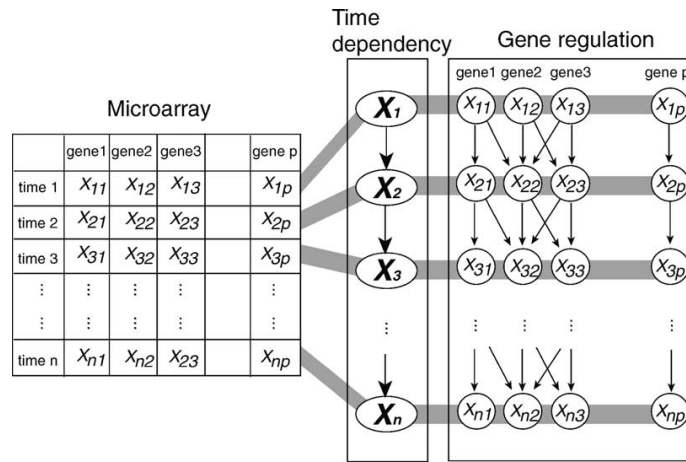 Time
dependency
Gene regulation
Microarray
gene1 gene2 gene3 gene p
time 1 X11 X12 X13 X1p
time 2 X21 X22 X23 X2p
time 3 X31 X32 X33 X3p
⋮ ⋮ ⋮ ⋮ ⋮
⋮ ⋮ ⋮ ⋮ ⋮
time n Xn1 Xn2 X23 Xnp
X1
X2
X3
⋮
Xn
gene1 gene2 gene3 gene p
X11 X12 X13 X1p
X21 X22 X23 X2p
X31 X32 X33 X3p
⋮ ⋮ ⋮ ⋮
Xn1 Xn2 Xn3 Xnp